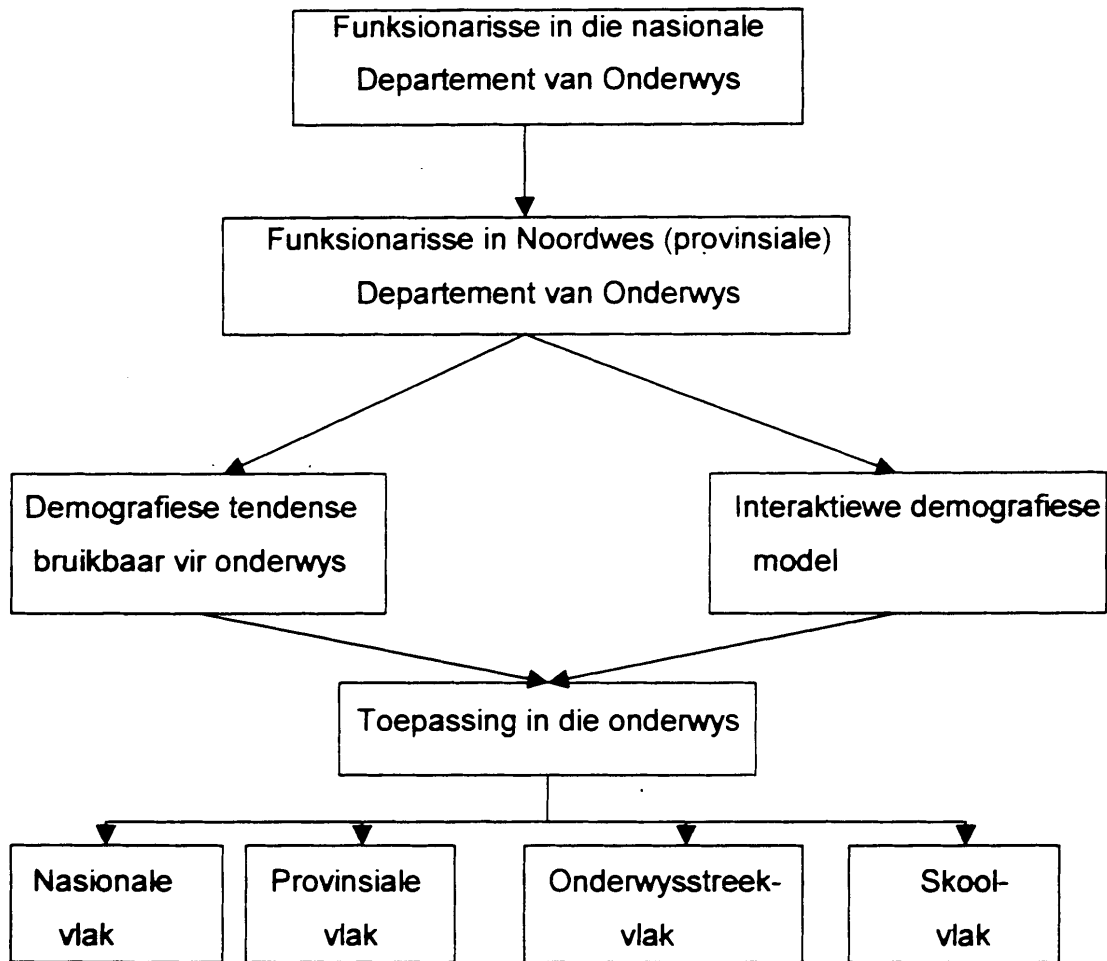 Funksionarisse in die nasionale
Departement van Onderwys
Funksionarisse in Noordwes (provinsiale)
Departement van Onderwys
Demografiese tendense
bruikbaar vir onderwys
Interaktiewe demografiese
model
Toepassing in die onderwys
Nasionale
vlak
Provinsiale
vlak
Onderwysstreek-
vlak
Skool-
vlak